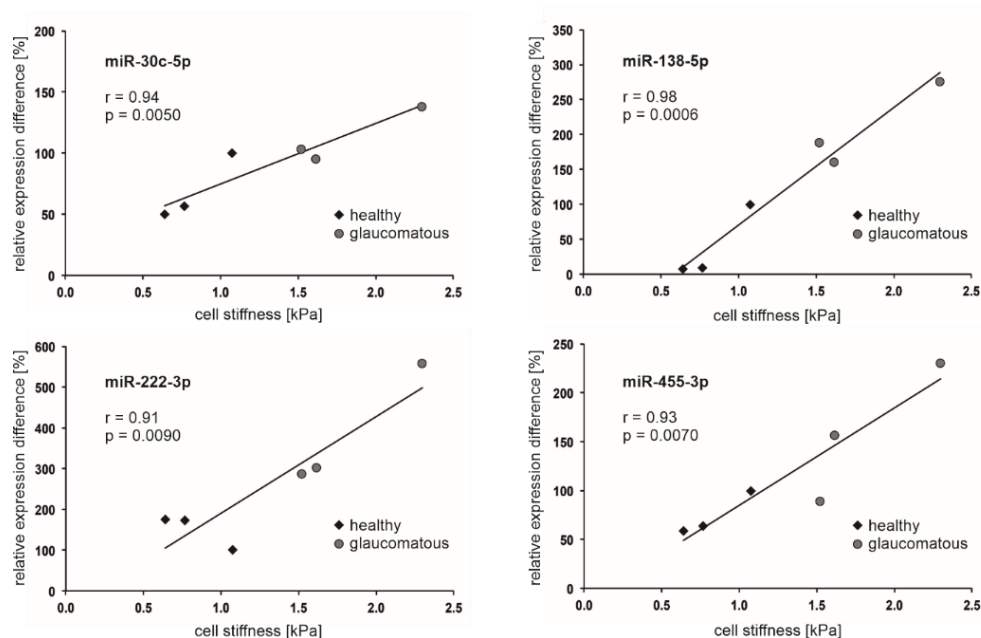 relative expression difference [%]
200
150
100
50
0
miR-30c-5p
r = 0.94
p = 0.0050
healthy
glaucomatous
0.0 0.5 1.0 1.5 2.0 2.5
cell stiffness [kPa]
relative expression difference [%]
350
300
250
200
150
100
50
0
miR-138-5p
r = 0.98
p = 0.0006
healthy
glaucomatous
0.0 0.5 1.0 1.5 2.0 2.5
cell stiffness [kPa]
relative expression difference [%]
600
500
400
300
200
100
0
miR-222-3p
r = 0.91
p = 0.0090
healthy
glaucomatous
0.0 0.5 1.0 1.5 2.0 2.5
cell stiffness [kPa]
relative expression difference [%]
250
200
150
100
50
0
miR-455-3p
r = 0.93
p = 0.0070
healthy
glaucomatous
0.0 0.5 1.0 1.5 2.0 2.5
cell stiffness [kPa]